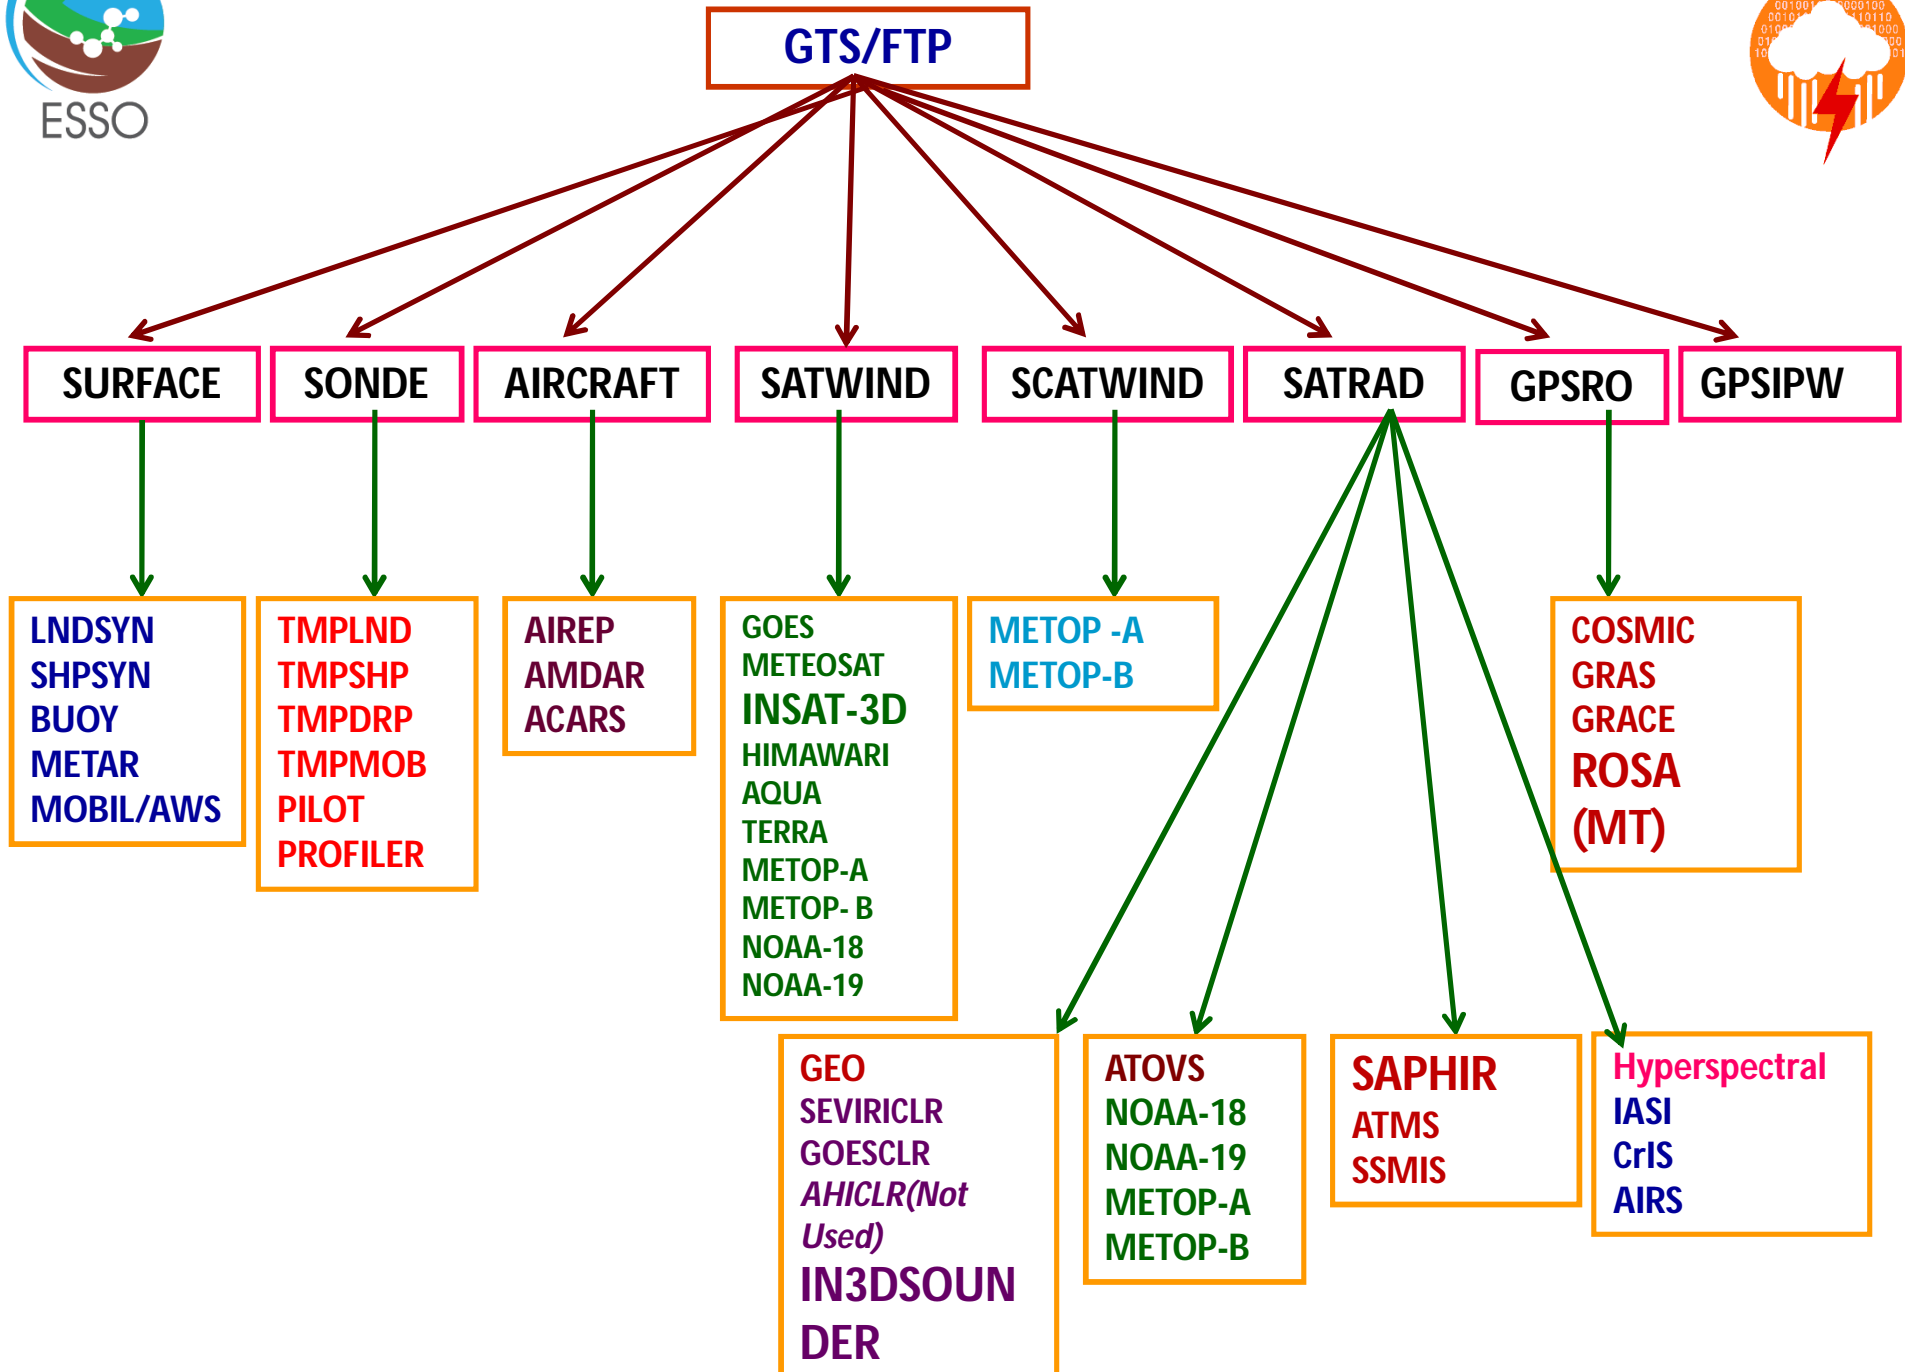 GTS/FTP
ESSO
SURFACE
SONDE
AIRCRAFT
SATWIND
SCATWIND
SATRAD
GPSRO
GPSIPW
LNDSYN
SHPSYN
BUOY
METAR
MOBIL/AWS
TMPLND
TMPSHP
TMPDRP
TMPMOB
PILOT
PROFILER
AIREP
AMDAR
ACARS
GOES
METEOSAT
INSAT-3D
HIMAWARI
AQUA
TERRA
METOP-A
METOP- B
NOAA-18
NOAA-19
METOP -A
METOP-B
COSMIC
GRAS
GRACE
ROSA
(MT)
GEO
SEVIRICLR
GOESCLR
AHICLR(Not
Used)
IN3DSOUN
DER
ATOVS
NOAA-18
NOAA-19
METOP-A
METOP-B
SAPHIR
ATMS
SSMIS
Hyperspectral
IASI
CrIS
AIRS